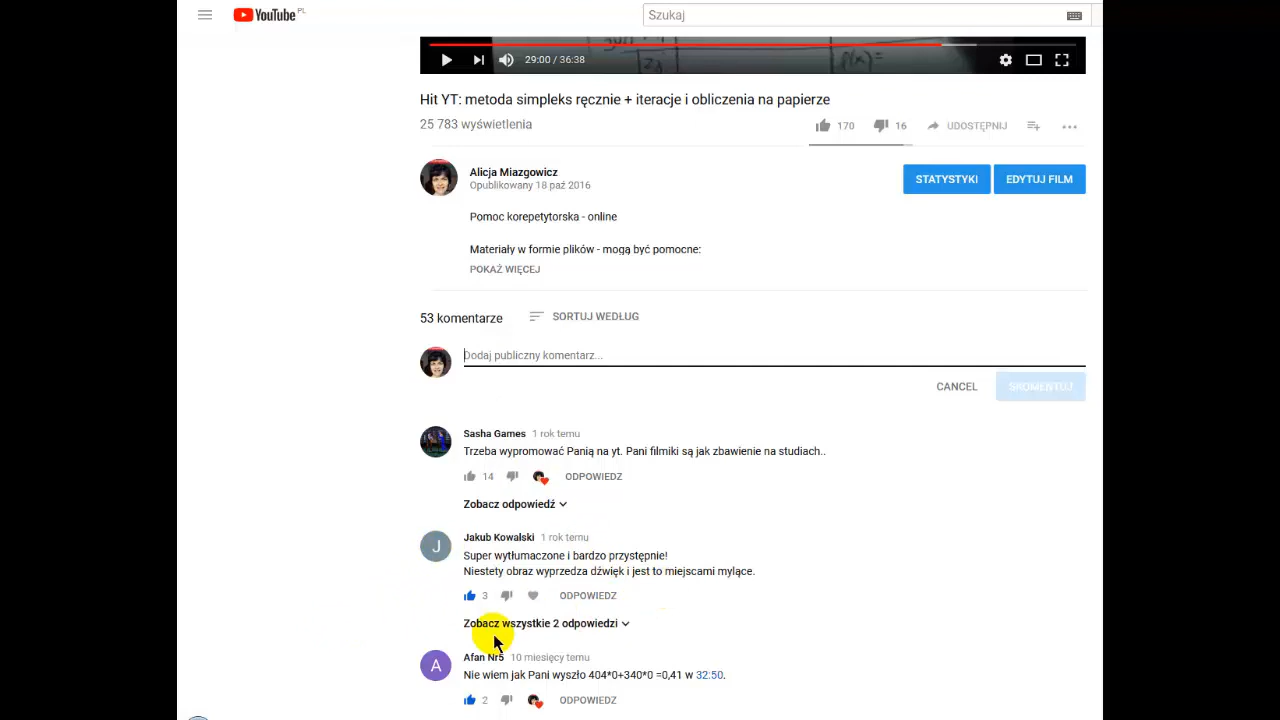 YouTube PL
Szukaj
f(x)=
29:00 / 36:38
Hit YT: metoda simpleks ręcznie + iteracje i obliczenia na papierze
25 783 wyświetlenia
170
16
UDOSTĘPNIJ
Alicja Miazgowicz
Opublikowany 18 paź 2016
STATYSTYKI
EDYTUJ FILM
Pomoc korepetytorska - online
Materiały w formie plików - mogą być pomocne:
POKAŻ WIĘCEJ
53 komentarze
SORTUJ WEDŁUG
Dodaj publiczny komentarz...
CANCEL
SKOMENTUJ
Sasha Games 1 rok temu
Trzeba wypromować Panią na yt. Pani filmiki są jak zbawienie na studiach..
14
ODPOWIEDZ
Zobacz odpowiedź
J
Jakub Kowalski 1 rok temu
Super wytłumaczone i bardzo przystępnie!
Niestety obraz wyprzedza dźwięk i jest to miejscami mylące.
3
ODPOWIEDZ
Zobacz wszystkie 2 odpowiedzi
A
Afan Nr5 10 miesięcy temu
Nie wiem jak Pani wyszło 404*0+340*0 =0,41 w 32:50.
2
ODPOWIEDZ